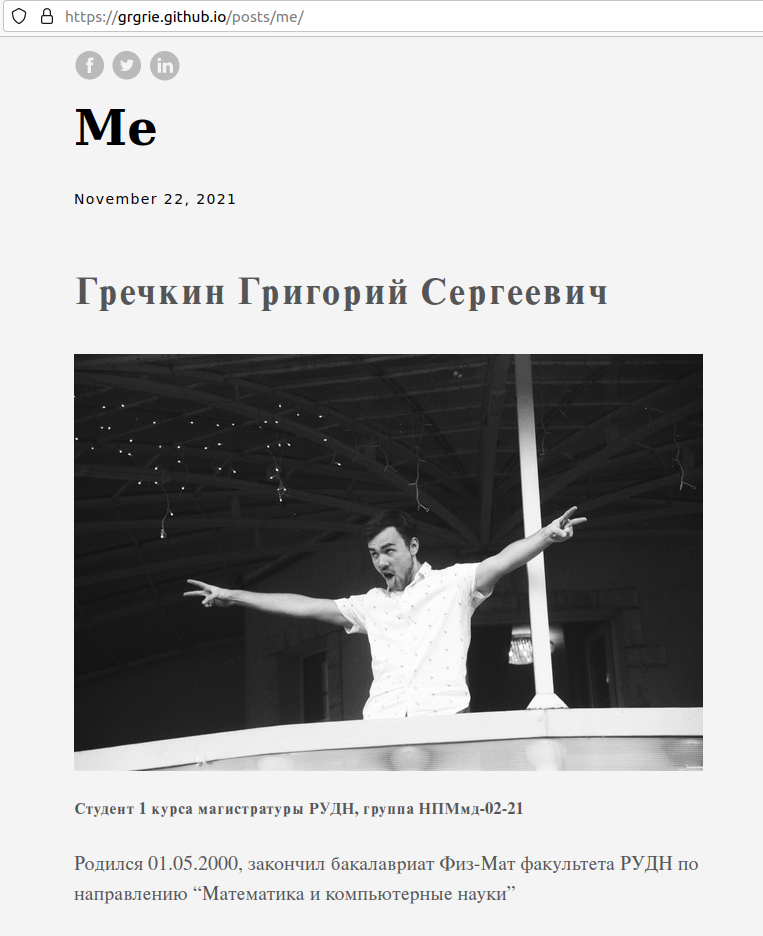 https://grgrie.github.io/posts/me/
Me
November 22, 2021
Гречкин Григорий Сергеевич
Студент 1 курса магистратуры РУДН, группа НПМмд-02-21
Родился 01.05.2000, закончил бакалавриат Физ-Мат факультета РУДН по
направлению “Математика и компьютерные науки”